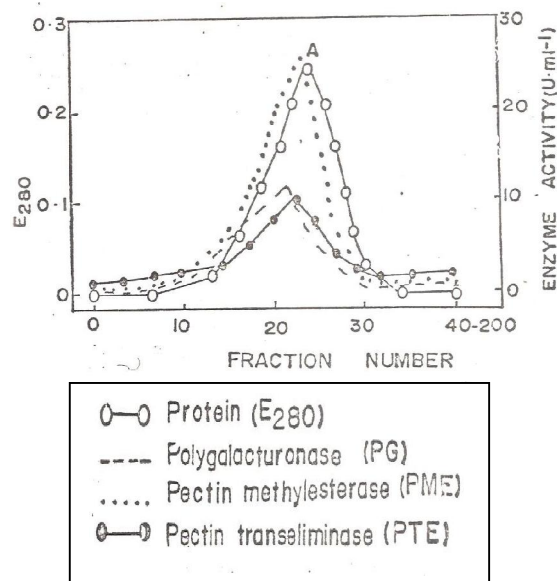 0.3
0.2
0.1
0
E280
A
30
20
10
0
ENZYME ACTIVITY(U·ml-1)
0 10 20 30 40-200
FRACTION NUMBER
Protein (E280)
Polygalacturonase (PG)
Pectin methylesterase (PME)
Pectin transeliminase (PTE)